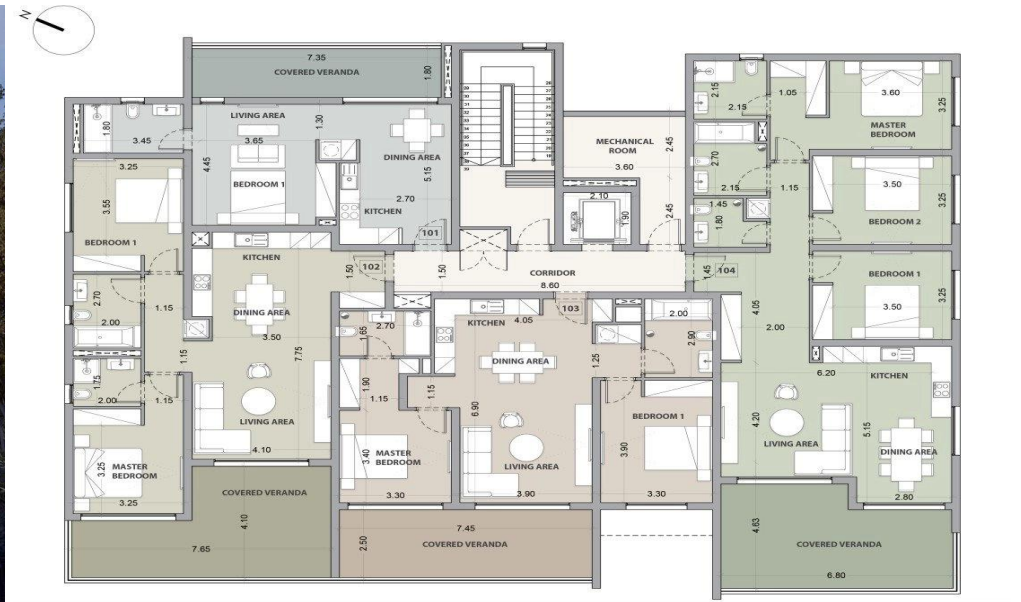 N
7.35
COVERED VERANDA
1.80
1.80
3.45
LIVING AREA
3.65
1.30
4.45
DINING AREA
5.15
BEDROOM 1
2.70
KITCHEN
101
MECHANICAL
ROOM
3.60
2.45
2.10
1.90
2.45
2.15
2.15
1.05
3.60
3.25
MASTER
BEDROOM
2.70
2.15
1.15
3.50
3.25
BEDROOM 2
1.45
1.80
3.25
3.55
BEDROOM 1
KITCHEN
102
1.50
1.50
CORRIDOR
8.60
1.45
104
BEDROOM 1
3.50
3.25
2.70
2.00
1.15
DINING AREA
3.50
7.75
1.15
2.70
1.65
KITCHEN
4.05
103
2.00
2.90
1.25
4.05
2.00
DINING AREA
1.75
2.00
1.15
1.90
1.15
1.15
6.90
6.20
KITCHEN
LIVING AREA
4.10
BEDROOM 1
3.90
3.30
4.20
5.15
LIVING AREA
DINING AREA
2.80
3.25
MASTER
BEDROOM
3.25
3.40
MASTER
BEDROOM
3.30
LIVING AREA
3.90
COVERED VERANDA
4.10
7.65
7.45
2.50
COVERED VERANDA
4.63
COVERED VERANDA
6.80